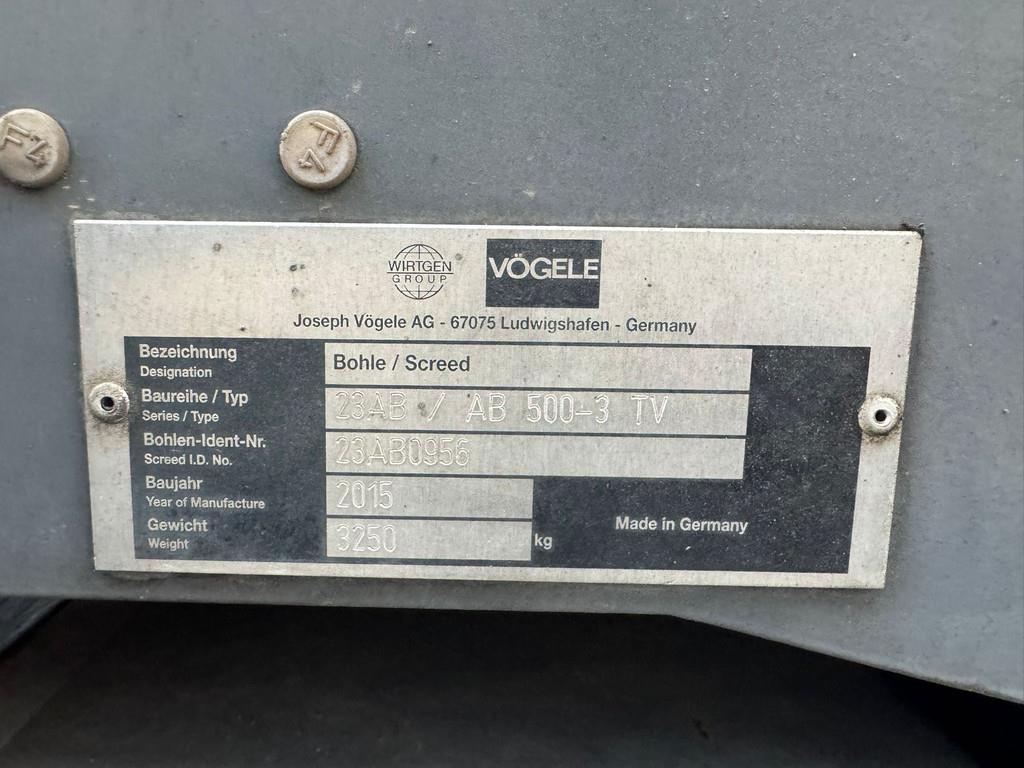 F4
F4
WIRTGEN
GROUP
VÖGELE
Joseph Vögele AG - 67075 Ludwigshafen - Germany
Bezeichnung
Designation
Bohle / Screed
Baureihe / Typ
Series / Type
23AB / AB 500-3 TV
Bohlen-Ident-Nr.
Screed I.D. No.
23AB0956
Baujahr
Year of Manufacture
2015
Gewicht
Weight
3250 kg
Made in Germany